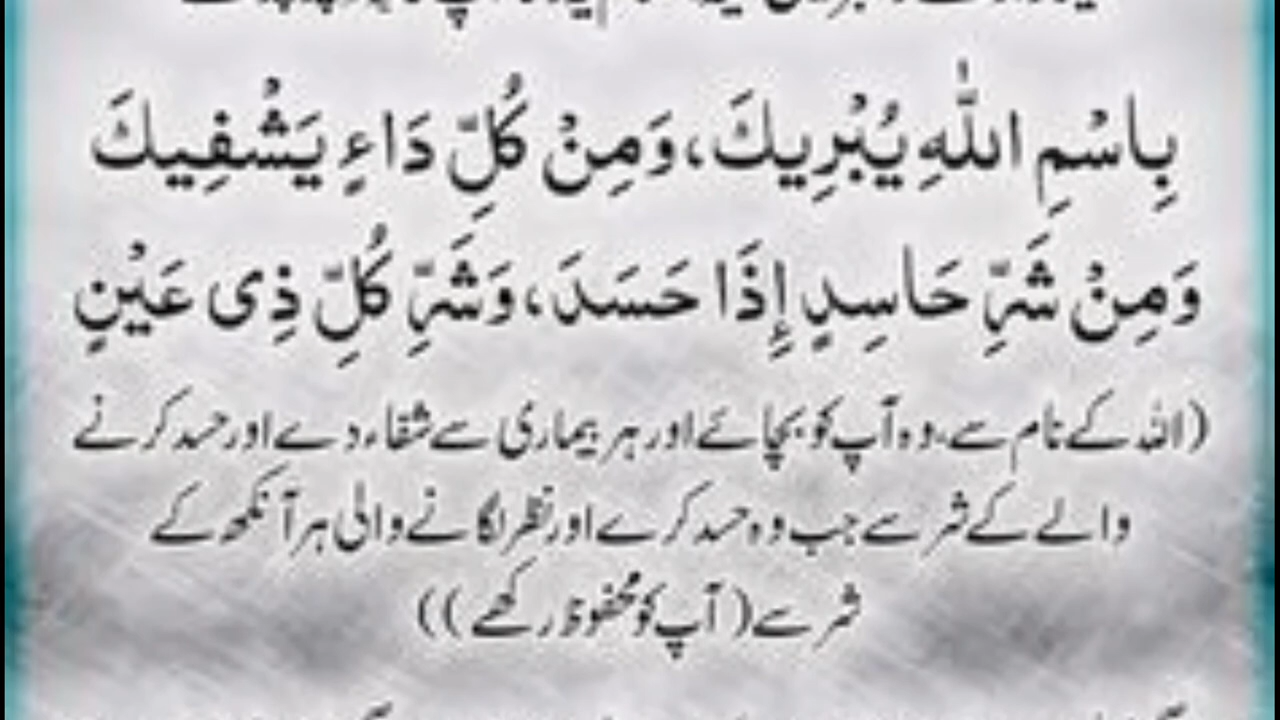 بِاسْمِ اللّٰهِ يُبْرِيكَ، وَمِنْ كُلِّ دَاءٍ يَشْفِيكَ
وَمِنْ شَرِّ حَاسِدٍ إِذَا حَسَدَ، وَشَرِّ كُلِّ ذِى عَيْنٍ
(اللہ کے نام سے، وہ آپ کو بچائے اور ہر بیماری سے شفاء دے اور حسد کرنے
والے کے شر سے جب وہ حسد کرے اور نظر لگانے والی ہر آنکھ کے
شر سے (آپ کو محفوظ رکھے))